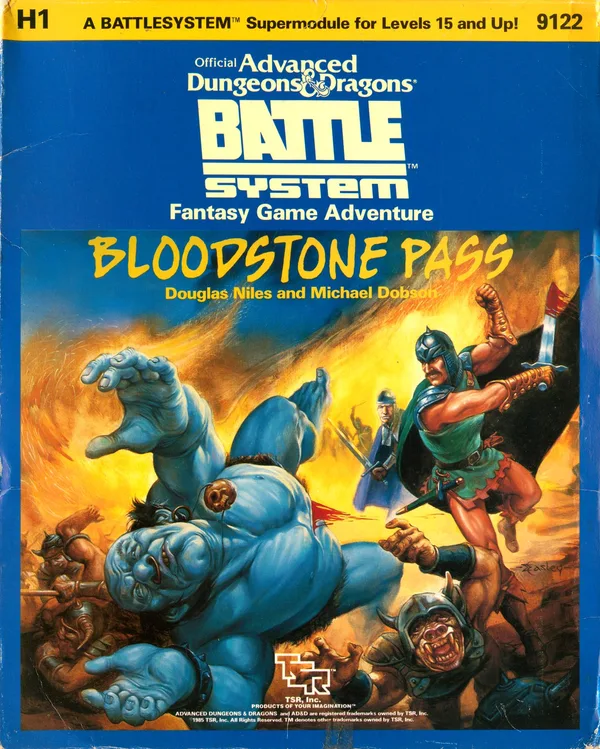 H1 A BATTLESYSTEM™ Supermodule for Levels 15 and Up! 9122
Official Advanced
Dungeons & Dragons®
BATTLE
SYSTEM™
Fantasy Game Adventure
BLOODSTONE PASS
Douglas Niles and Michael Dobson
Easley
TSR
TSR, Inc.
PRODUCTS OF YOUR IMAGINATION™
ADVANCED DUNGEONS & DRAGONS and AD&D are registered trademarks owned by TSR, Inc.
©1985 TSR, Inc. All Rights Reserved. TM denotes other trademarks owned by TSR, Inc.